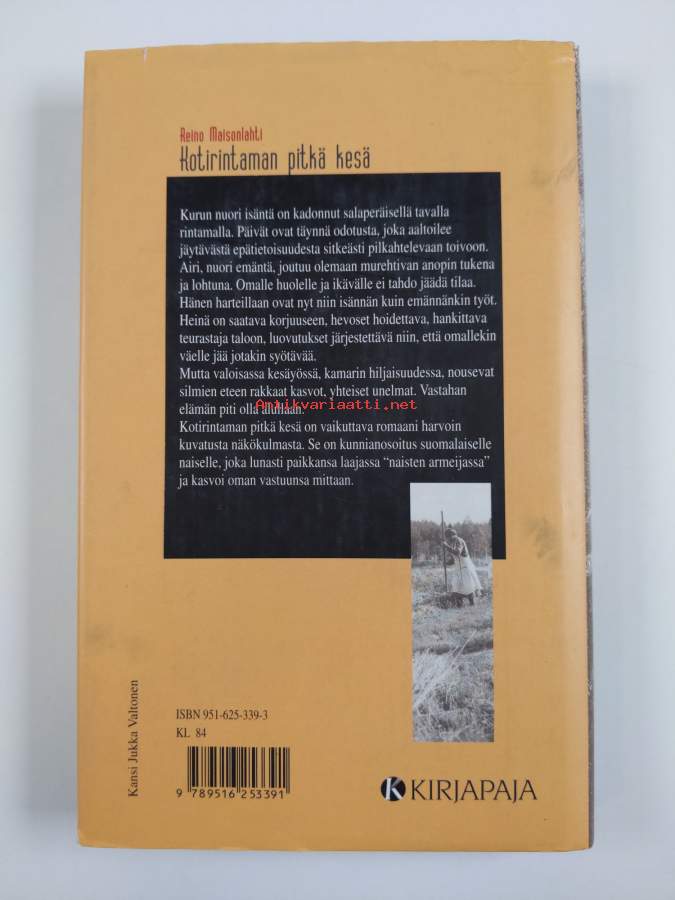 Reino Maisonlahti
Kotirintaman pitkä kesä
Kurun nuori isäntä on kadonnut salaperäisellä tavalla
rintamalla. Päivät ovat täynnä odotusta, joka aaltoilee
jäytävästä epätietoisuudesta sitkeästi pilkahtelevaan toivoon.
Airi, nuori emäntä, joutuu olemaan murehtivan anopin tukena
ja lohtuna. Omalle huolelle ja ikävälle ei tahdo jäädä tilaa.
Hänen harteillaan ovat nyt niin isännän kuin emännänkin työt.
Heinä on saatava korjuuseen, hevoset hoidettava, hankittava
teurastaja taloon, luovutukset järjestettävä niin, että omallekin
väelle jää jotakin syötävää.
Mutta valoisassa kesäyössä, kamarin hiljaisuudessa, nousevat
silmien eteen rakkaat kasvot, yhteiset unelmat. Vastahan
Antikvariaatti.net
elämän piti olla
Kotirintaman pitkä kesä on vaikuttava romaani harvoin
kuvatusta näkökulmasta. Se on kunnianosoitus suomalaiselle
naiselle, joka lunasti paikkansa laajassa “naisten armeijassa”
ja kasvoi oman vastuunsa mittaan.
Kansi Jukka Valtonen
ISBN 951-625-339-3
KL 84
9 789516 253391
K KIRJAPAJA